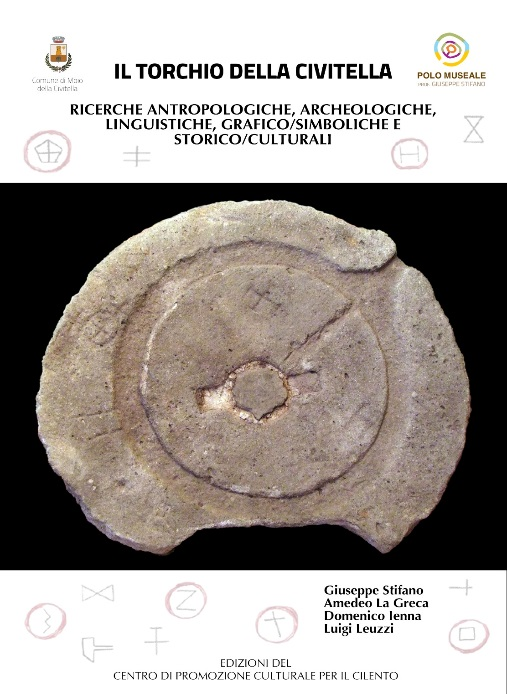 Comune di Moio
della Civitella
IL TORCHIO DELLA CIVITELLA
POLO MUSEALE
PROF. GIUSEPPE STIFANO
RICERCHE ANTROPOLOGICHE, ARCHEOLOGICHE,
LINGUISTICHE, GRAFICO/SIMBOLICHE E
STORICO/CULTURALI
Giuseppe Stifano
Amedeo La Greca
Domenico Ienna
Luigi Leuzzi
EDIZIONI DEL
CENTRO DI PROMOZIONE CULTURALE PER IL CILENTO